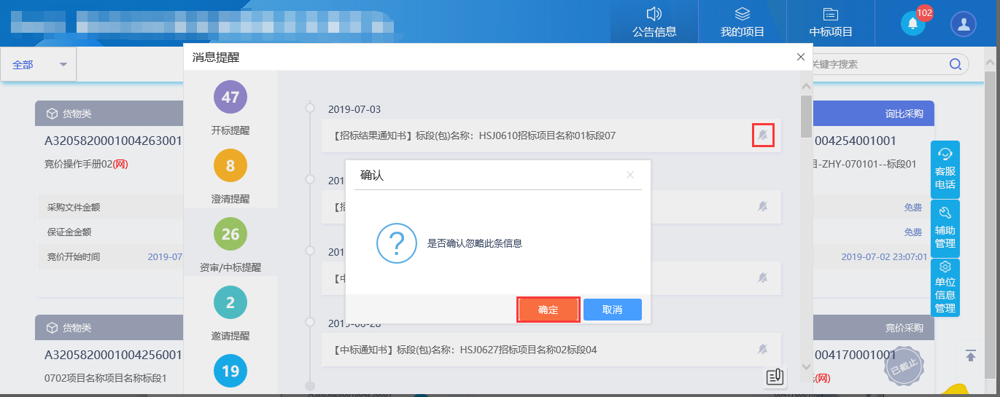 公告信息
我的项目
中标项目
102
全部
关键字搜索
消息提醒
47
开标提醒
8
澄清提醒
26
资审/中标提醒
2
邀请提醒
19
2019-07-03
【招标结果通知书】标段(包)名称：HSJ0610招标项目名称01标段07
【中标通知书】标段(包)名称：HSJ0627招标项目名称02标段04
确认
是否确认忽略此条信息
确定
取消
货物类
A3205820001004263001
竞价操作手册02(网)
采购文件金额
保证金金额
竞价开始时间
2019-07
货物类
A3205820001004256001
0702项目名称项目名称标段1
询比采购
004254001001
目-ZHY-070101--标段01
免费
免费
2019-07-02 23:07:01
竞价采购
004170001001
(网)
已截止
客服
电话
辅助
管理
单位
信息
管理